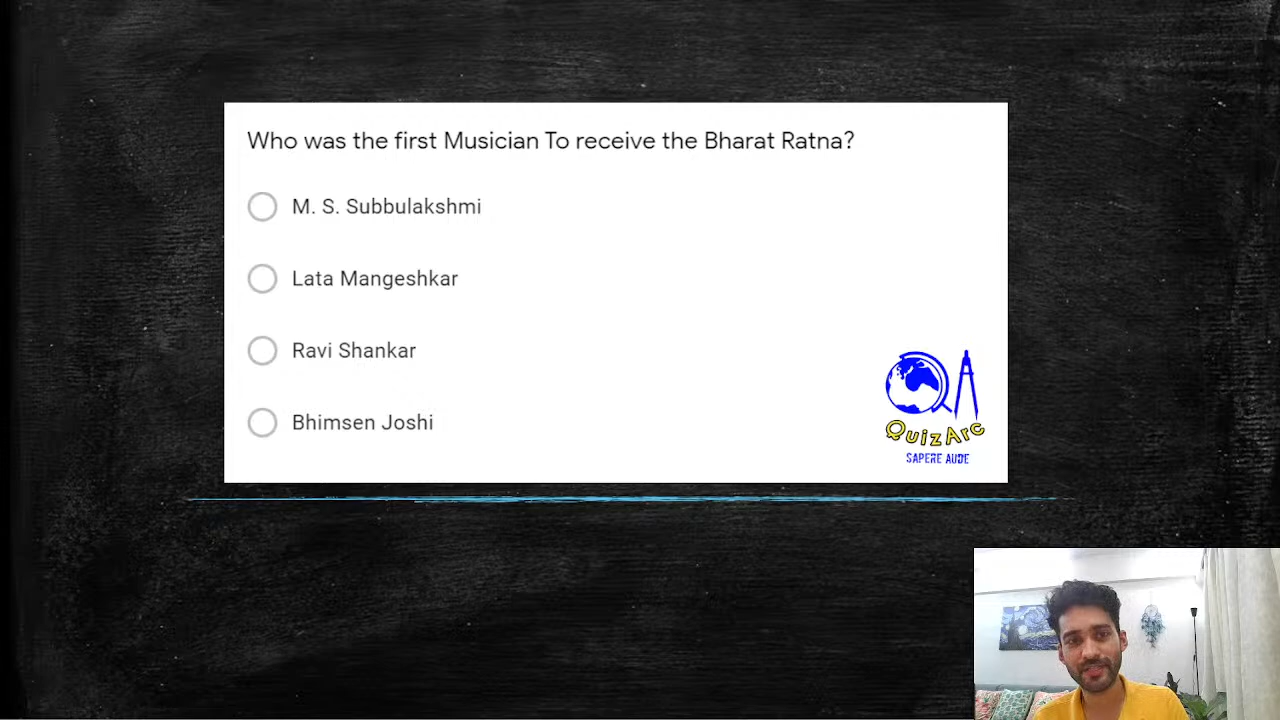 Who was the first Musician To receive the Bharat Ratna?
M. S. Subbulakshmi
Lata Mangeshkar
Ravi Shankar
Bhimsen Joshi
QA
QuizArc
SAPERE AUDE